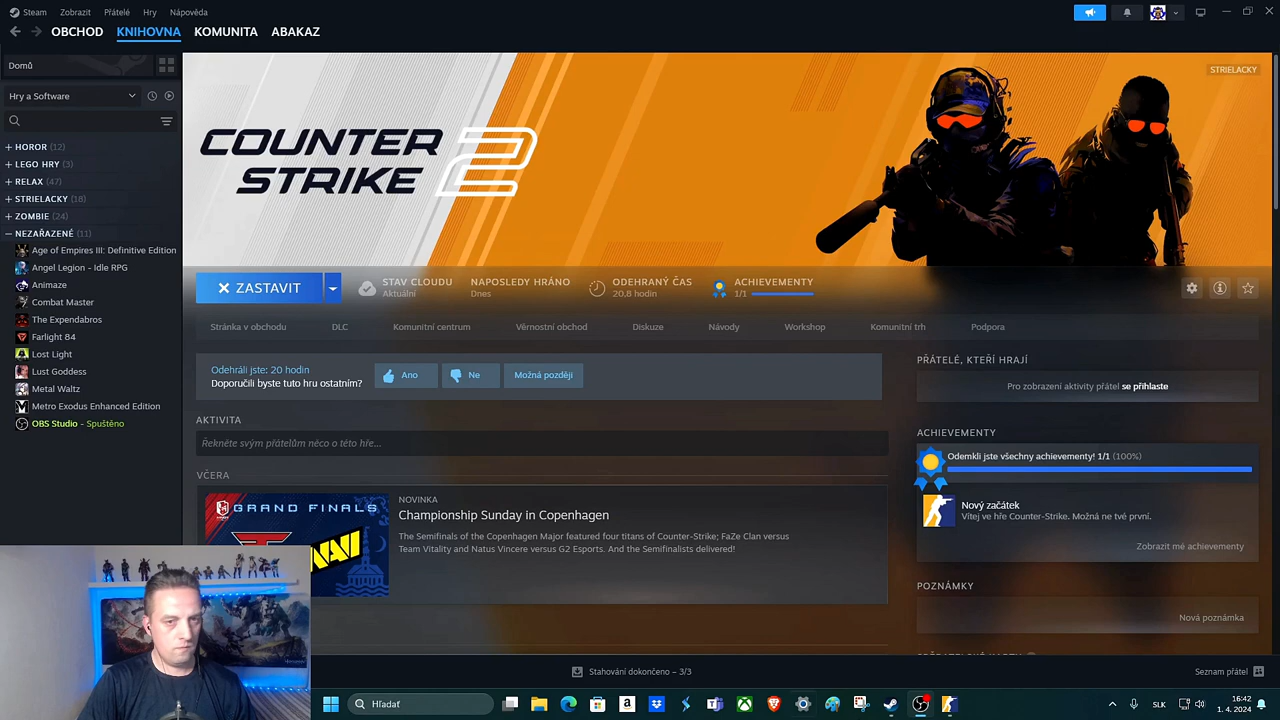 Steam Zobrazit Přátelé Hry Nápověda
OBCHOD KNIHOVNA KOMUNITA ABAKAZ
Domů
Hry a Software
HOROR (12)
LEGO HRY (3)
RELAX (47)
STRIELACKY (18)
ZOMBIE (24)
NEZAŘAZENÉ (11)
Age of Empires III: Definitive Edition
Angel Legion - Idle RPG
Animaze
Combat Master
The Expendabros
Farlight 84
Lost Light
Lust Goddess
Metal Waltz
Metro Exodus Enhanced Edition
OBS Studio - Spuštěno
STRIELACKY
COUNTER
STRIKE 2
ZASTAVIT
STAV CLOUDU
Aktuální
NAPOSLEDY HRÁNO
Dnes
ODEHRANÝ ČAS
20,8 hodin
ACHIEVEMENTY
1/1
Stránka v obchodu DLC Komunitní centrum Věrnostní obchod Diskuze Návody Workshop Komunitní trh Podpora
Odehráli jste: 20 hodin
Doporučili byste tuto hru ostatním?
Ano Ne Možná později
AKTIVITA
Řekněte svým přátelům něco o této hře...
VČERA
GRAND FINALS
NAVI
NOVINKA
Championship Sunday in Copenhagen
The Semifinals of the Copenhagen Major featured four titans of Counter-Strike; FaZe Clan versus
Team Vitality and Natus Vincere versus G2 Esports. And the Semifinalists delivered!
PŘÁTELÉ, KTEŘÍ HRAJÍ
Pro zobrazení aktivity přátel se přihlaste
ACHIEVEMENTY
Odemkli jste všechny achievementy! 1/1 (100%)
Nový začátek
Vítej ve hře Counter-Strike. Možná ne tvé první.
Zobrazit mé achievementy
POZNÁMKY
Nová poznámka
Stahování dokončeno – 3/3
Seznam přátel
Hľadať
SLK
16:42
1. 4. 2024